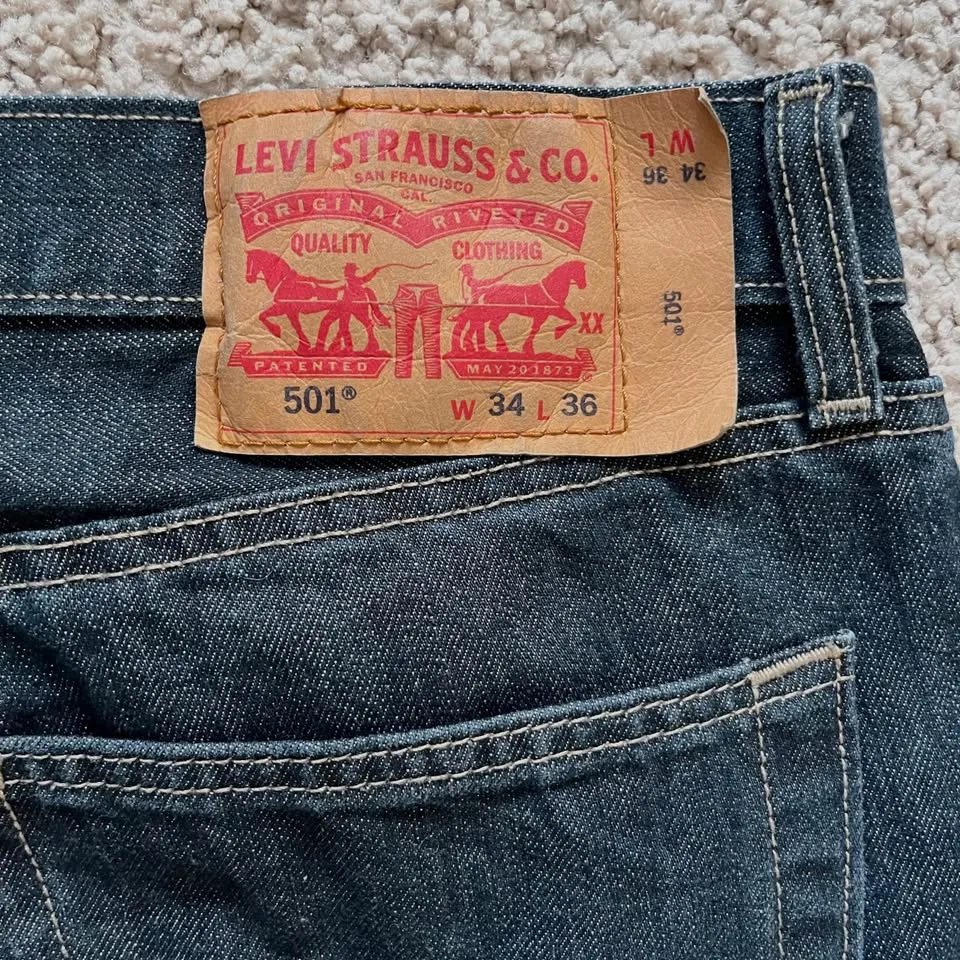 LEVI STRAUSS & CO.
SAN FRANCISCO
CAL.
ORIGINAL RIVETED
QUALITY CLOTHING
XX
PATENTED MAY 20 1873
501®
W 34 L 36
W L
34 36
501®